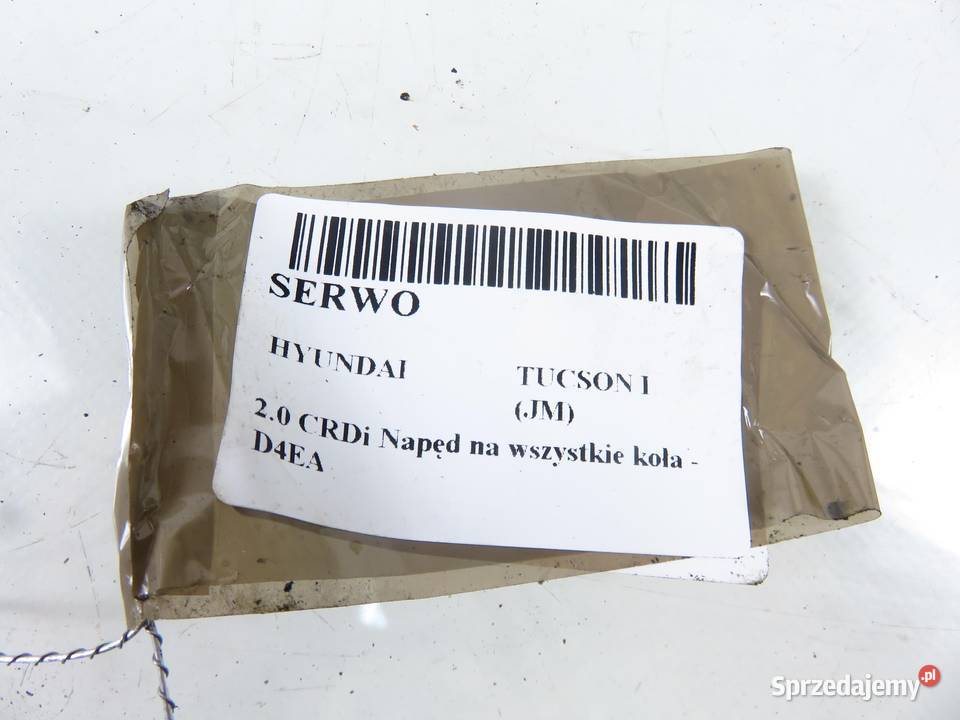 SERWO
HYUNDAI TUCSON I
(JM)
2.0 CRDi Napęd na wszystkie koła -
D4EA
Sprzedajemy.pl